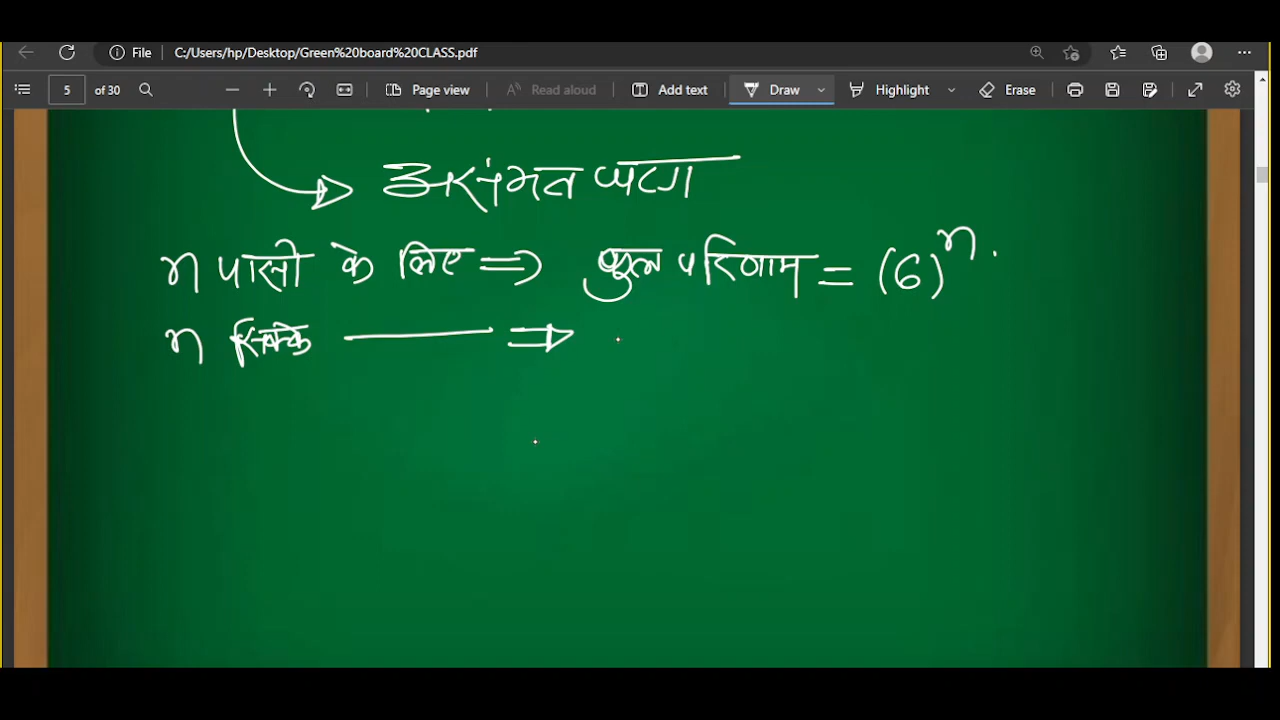 File C:/Users/hp/Desktop/Green%20board%20CLASS.pdf
5 of 30 Page view Read aloud Add text Draw Highlight Erase
असंभव घटना
n पासो के लिए ⇒ कुल परिणाम = (6)ⁿ.
n सिक्के ——— ⇒